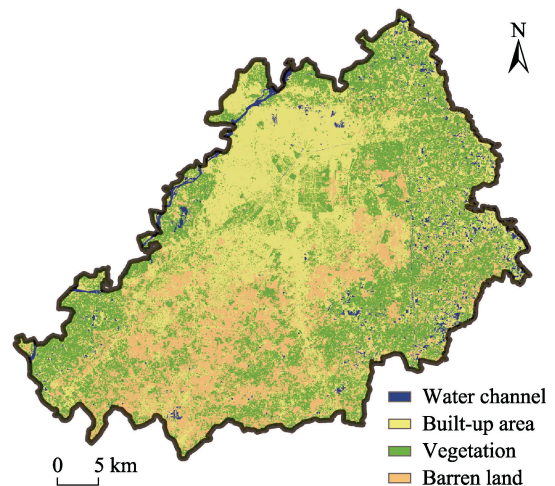 N
Water channel
Built-up area
Vegetation
Barren land
0 5 km